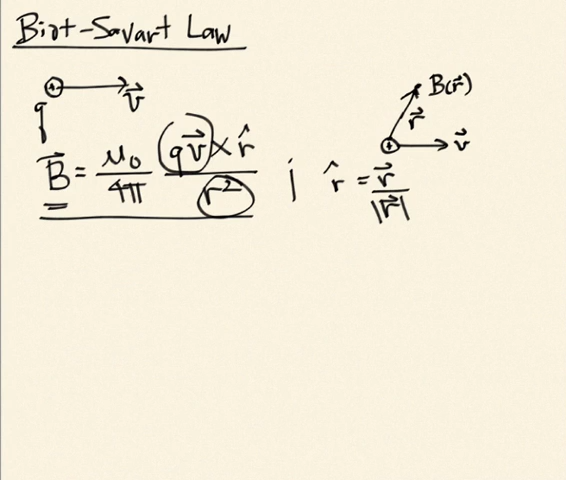 Biot-Savart Law
+ v⃗ B(r⃗)
q r⃗
+ v⃗
B⃗ = μ₀/4π (qv⃗)×r̂/r² ; r̂ = r⃗/|r⃗|